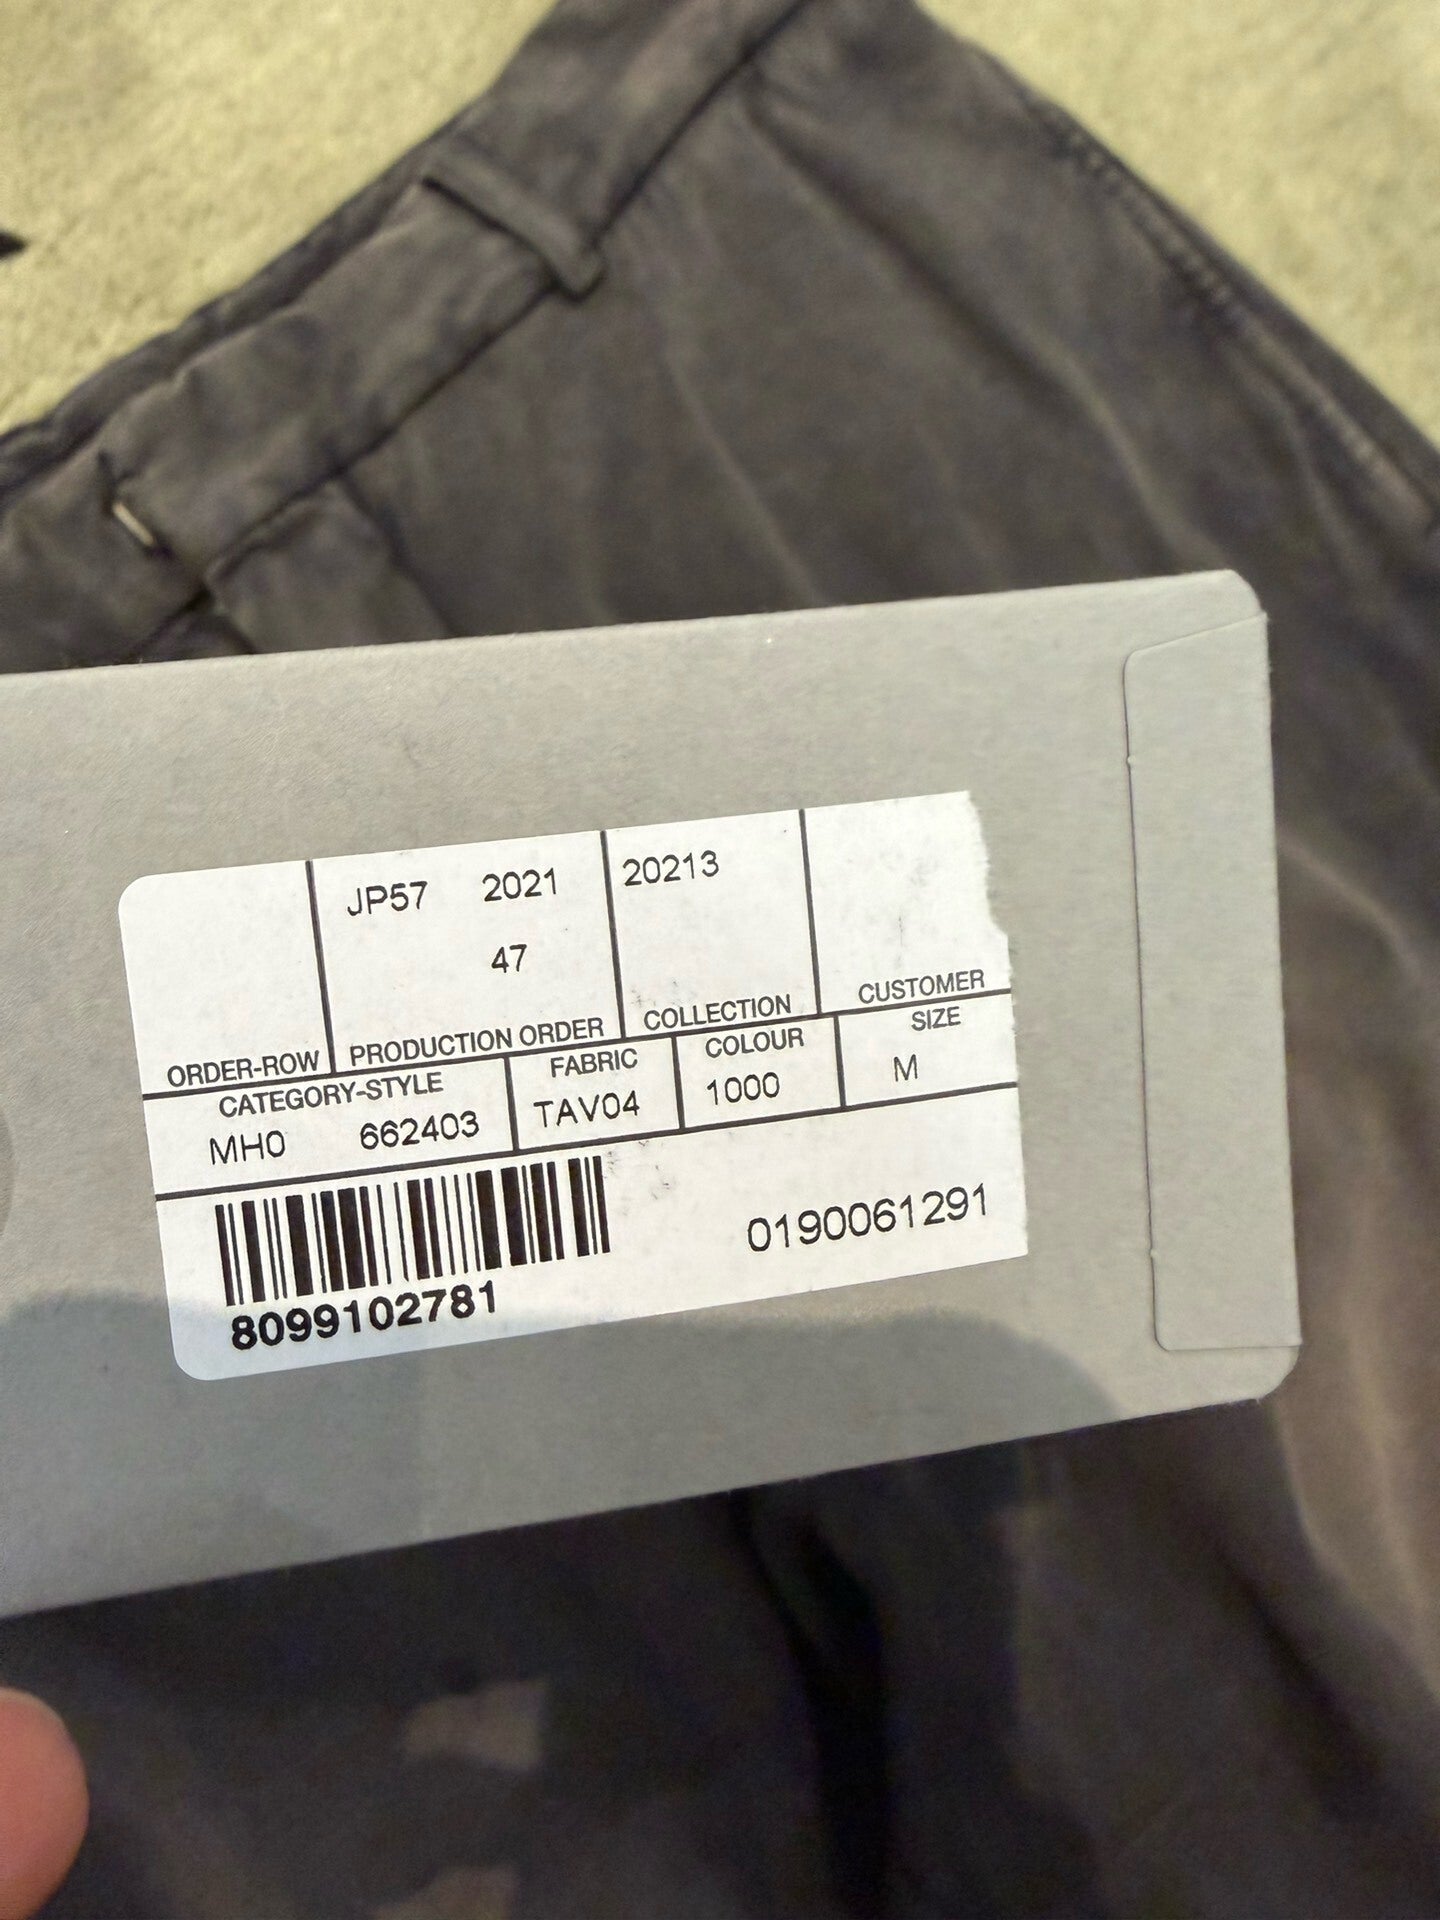 JP57 2021 20213
47
ORDER-ROW PRODUCTION ORDER COLLECTION CUSTOMER
CATEGORY-STYLE FABRIC COLOUR SIZE
MH0 662403 TAV04 1000 M
8099102781 0190061291